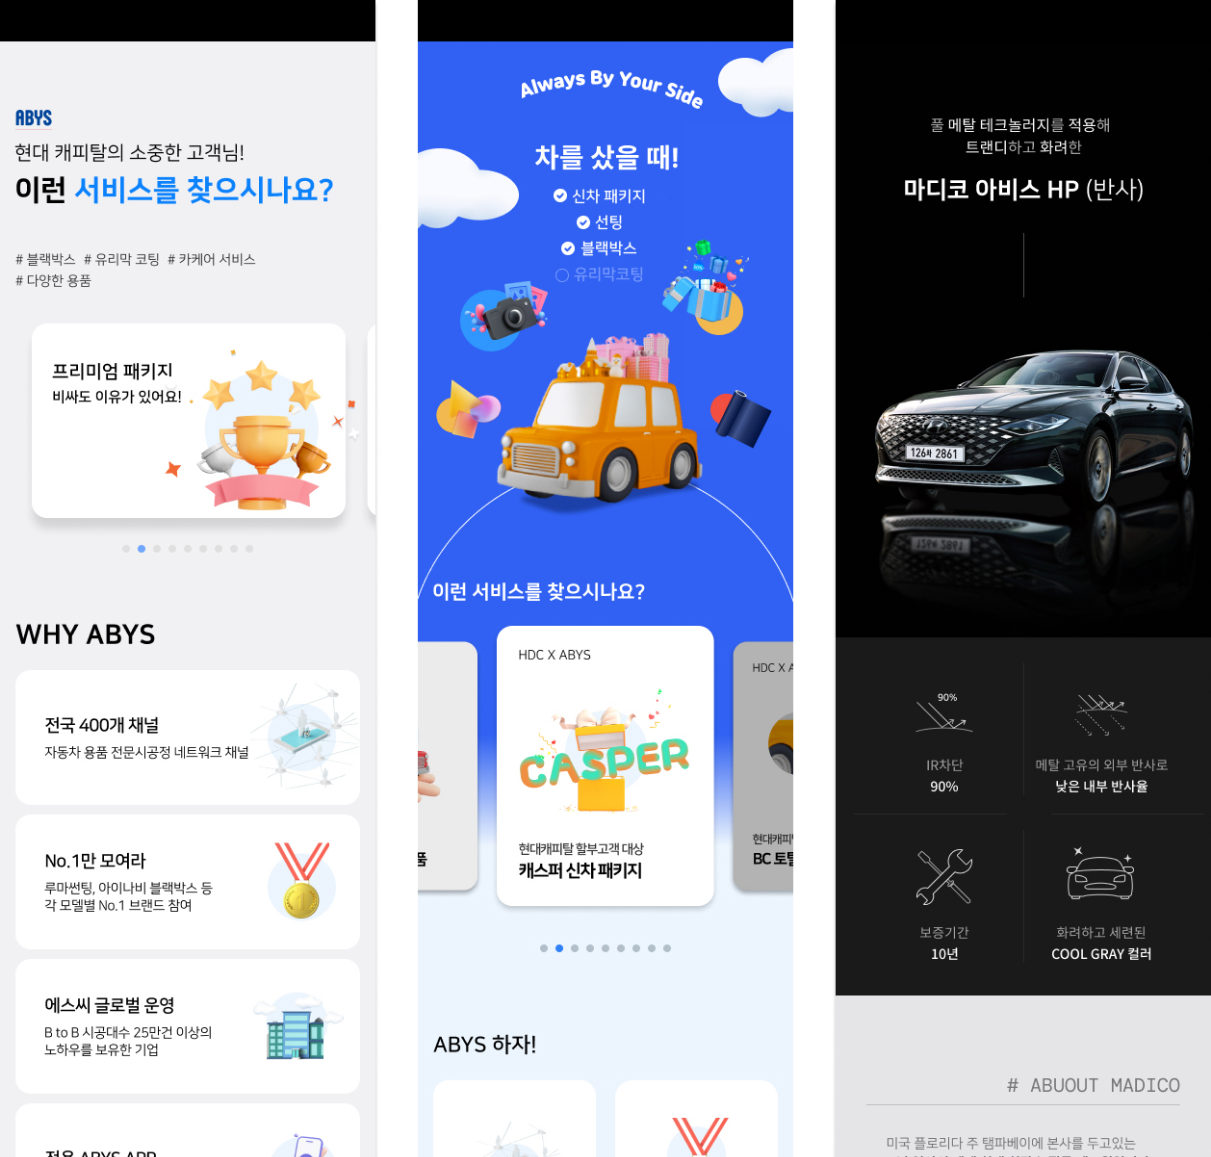 ABYS
현대 캐피탈의 소중한 고객님!
이런 서비스를 찾으시나요?
# 블랙박스 # 유리막 코팅 # 카케어 서비스
# 다양한 용품
프리미엄 패키지
비싸도 이유가 있어요!
WHY ABYS
전국 400개 채널
자동차 용품 전문시공정 네트워크 채널
No.1만 모여라
루마썬팅, 아이나비 블랙박스 등
각 모델별 No.1 브랜드 참여
에스씨 글로벌 운영
B to B 시공대수 25만건 이상의
노하우를 보유한 기업
전용 ABYS APP
Always By Your Side
차를 샀을 때!
신차 패키지
선팅
블랙박스
유리막코팅
이런 서비스를 찾으시나요?
품
HDC X ABYS
CASPER
현대캐피탈 할부고객 대상
캐스퍼 신차 패키지
HDC X A
현대캐피
BC 토탈
ABYS 하자!
풀 메탈 테크놀러지를 적용해
트랜디하고 화려한
마디코 아비스 HP (반사)
2861
90%
IR차단
90%
메탈 고유의 외부 반사로
낮은 내부 반사율
보증기간
10년
화려하고 세련된
COOL GRAY 컬러
# ABUOUT MADICO
미국 플로리다 주 탬파베이에 본사를 두고있는